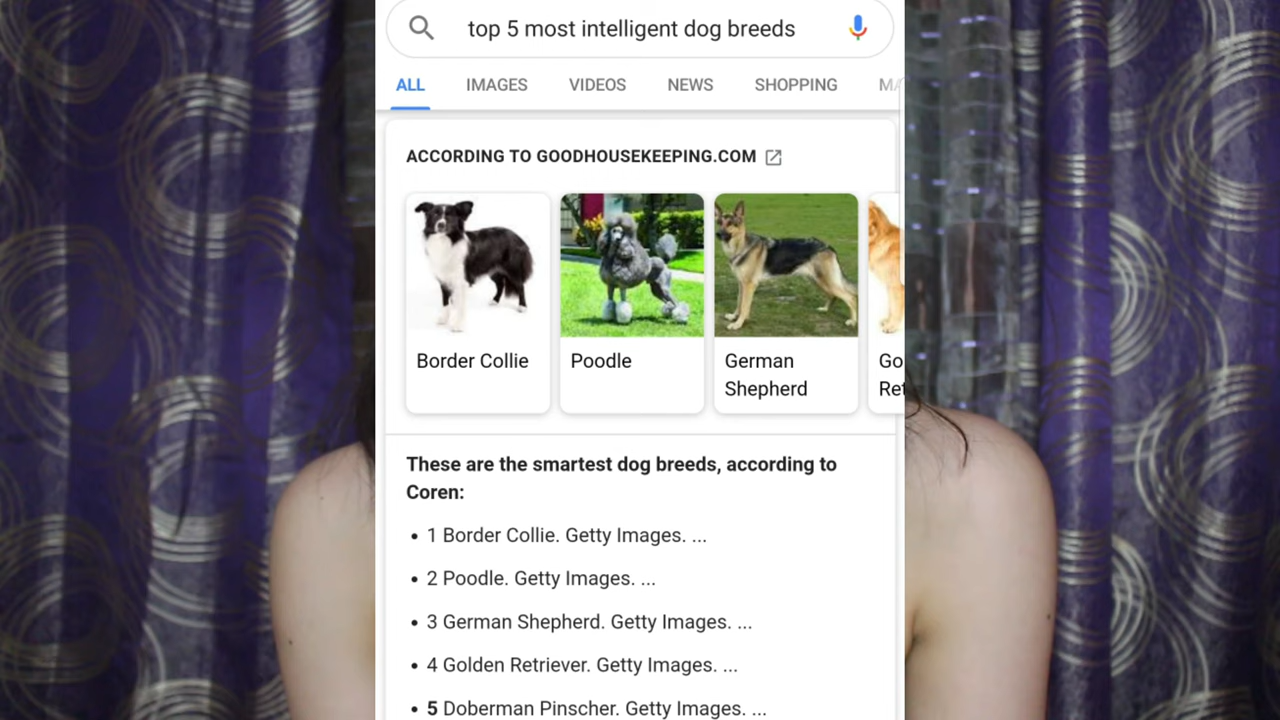 top 5 most intelligent dog breeds
ALL IMAGES VIDEOS NEWS SHOPPING
ACCORDING TO GOODHOUSEKEEPING.COM
Border Collie Poodle German
Shepherd
These are the smartest dog breeds, according to
Coren:
• 1 Border Collie. Getty Images. ...
• 2 Poodle. Getty Images. ...
• 3 German Shepherd. Getty Images. ...
• 4 Golden Retriever. Getty Images. ...
• 5 Doberman Pinscher. Getty Images. ...